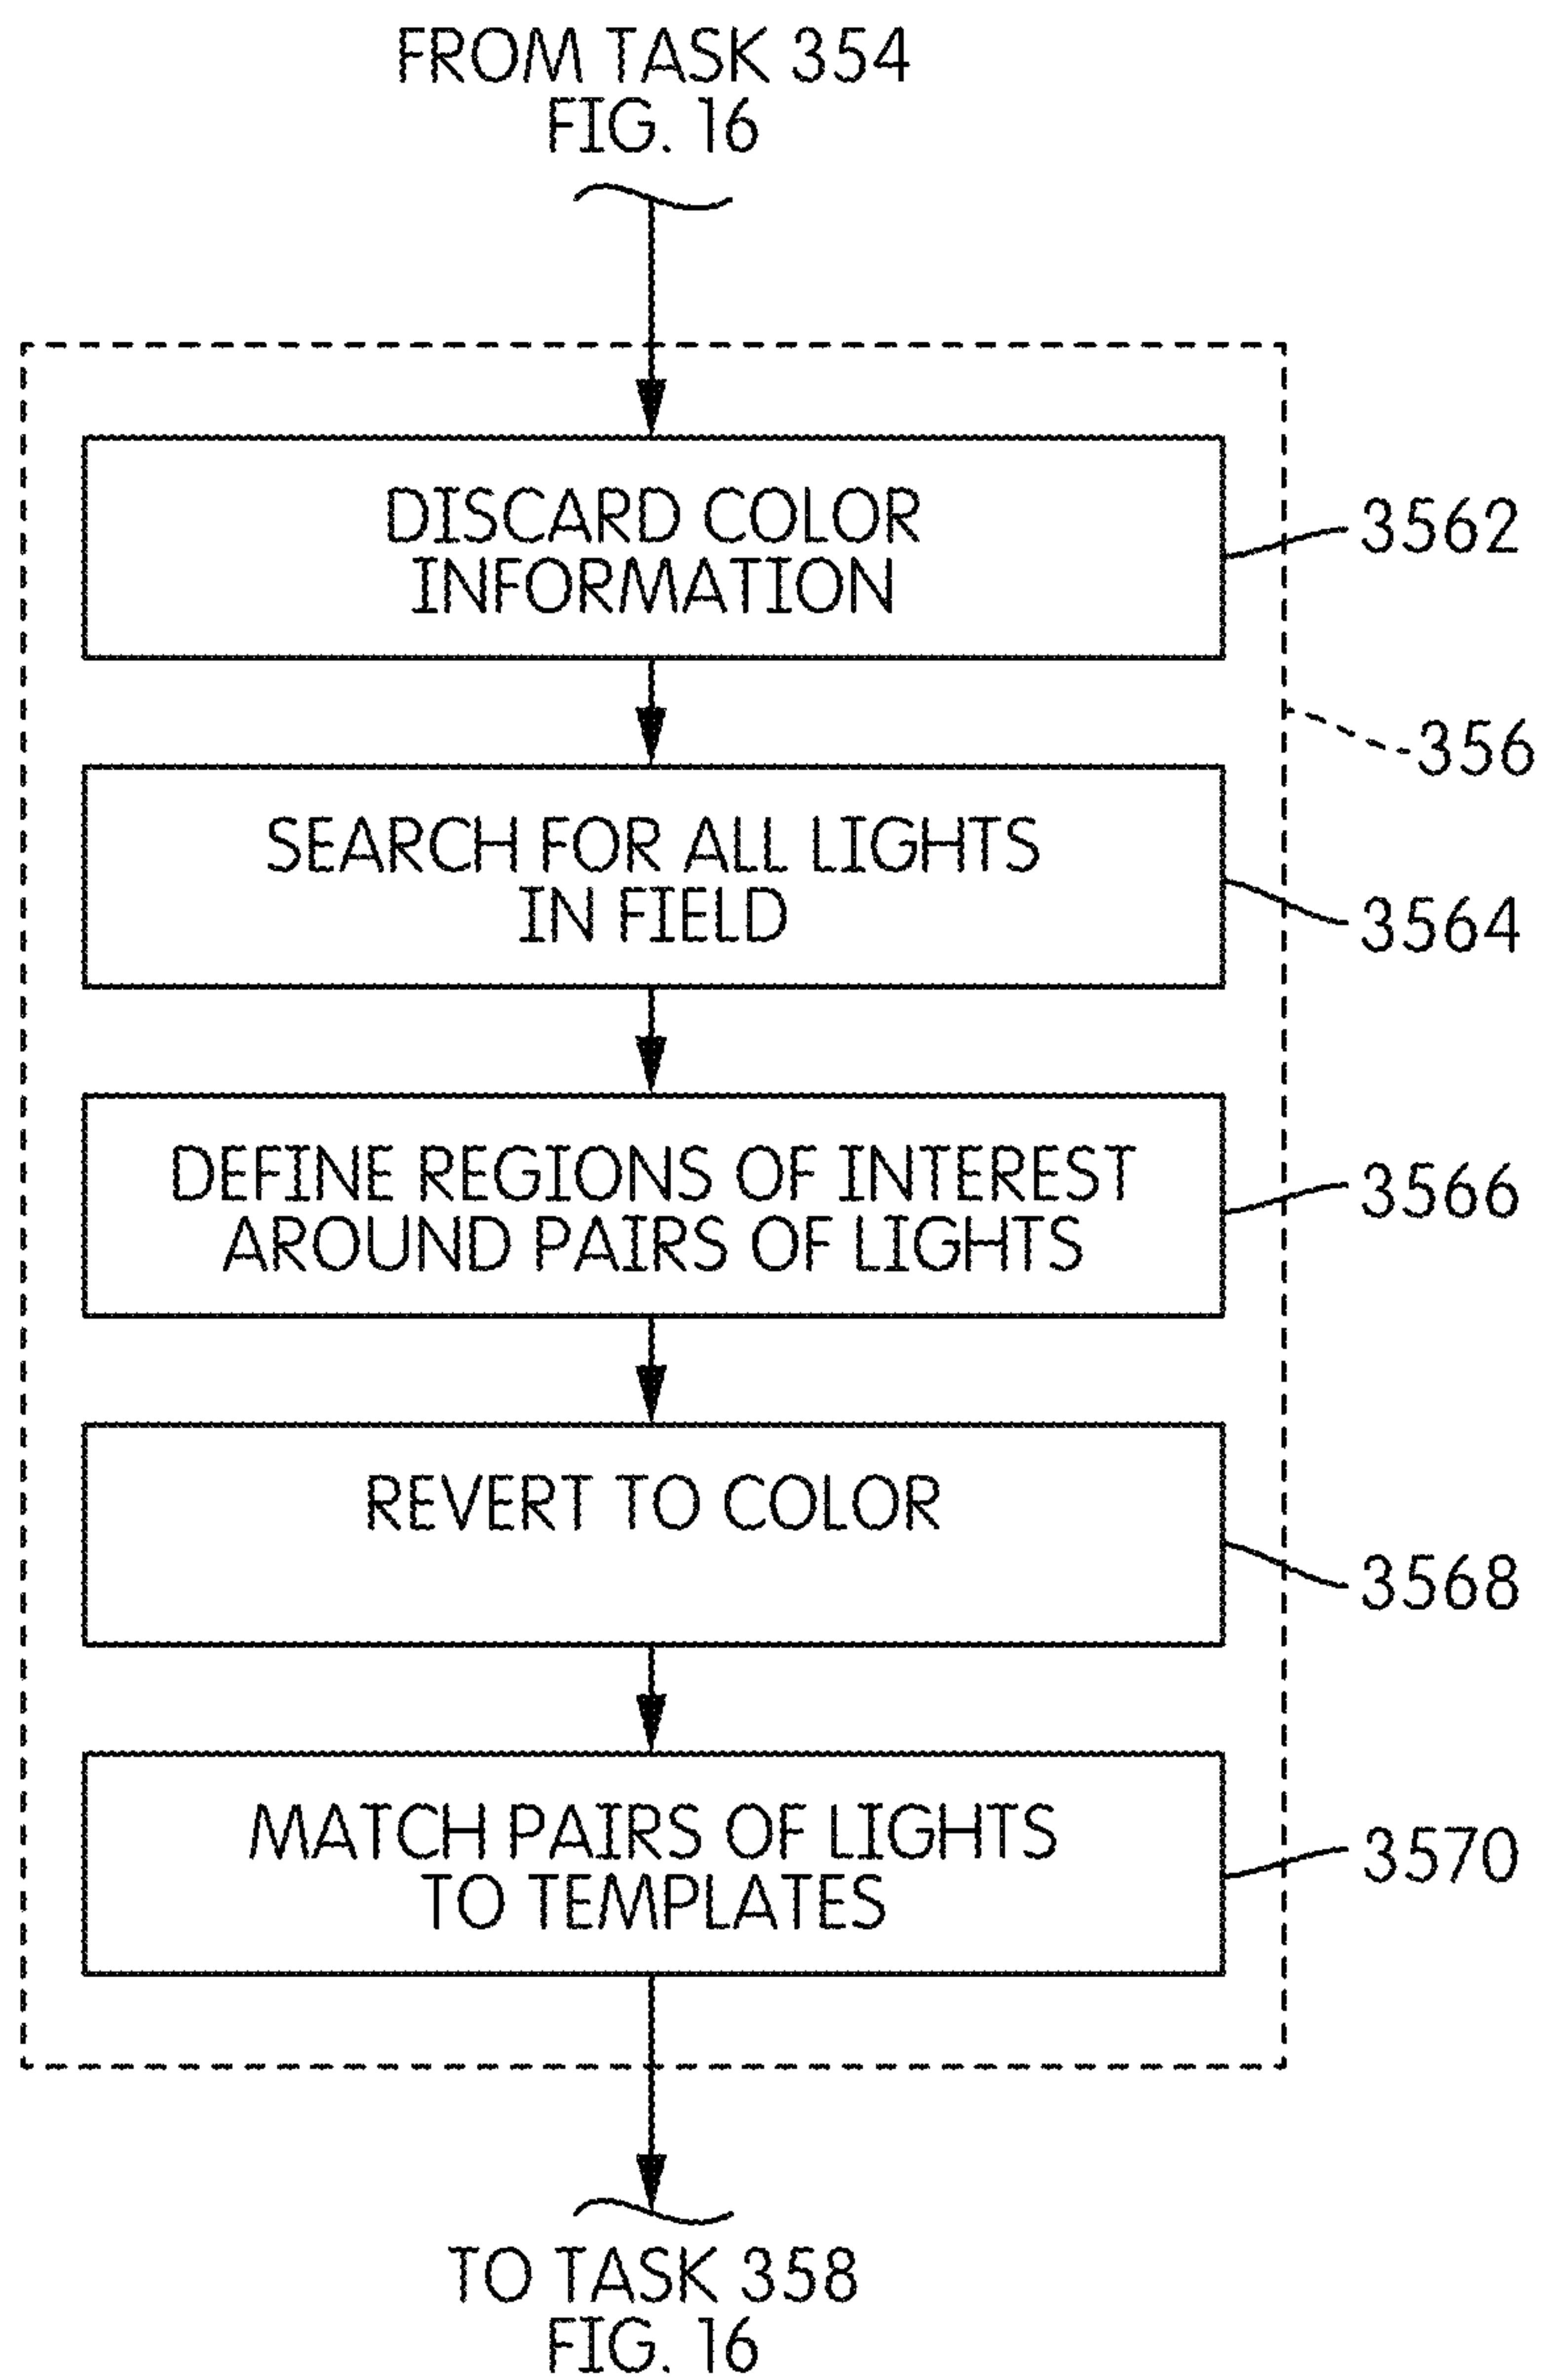 FROM TASK 354
FIG. 16
DISCARD COLOR
INFORMATION
3562
356
SEARCH FOR ALL LIGHTS
IN FIELD
3564
DEFINE REGIONS OF INTEREST
AROUND PAIRS OF LIGHTS
3566
REVERT TO COLOR
3568
MATCH PAIRS OF LIGHTS
TO TEMPLATES
3570
TO TASK 358
FIG. 16